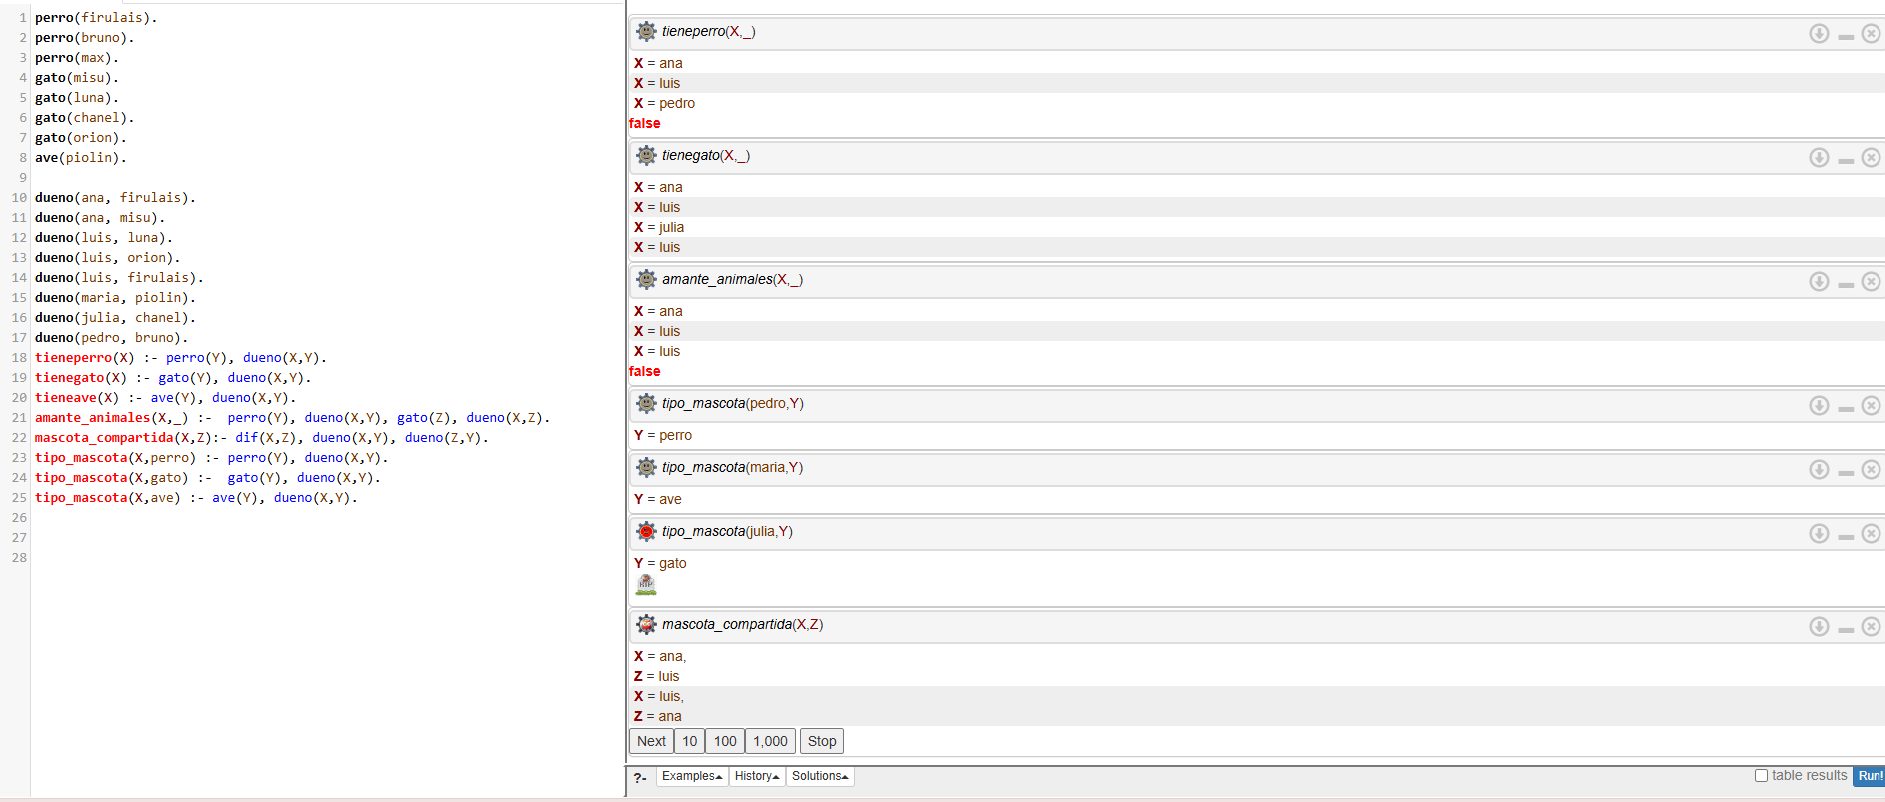 1 perro(firulais).
2 perro(bruno).
3 perro(max).
4 gato(misu).
5 gato(luna).
6 gato(chanel).
7 gato(orion).
8 ave(piolin).
9
10 dueno(ana, firulais).
11 dueno(ana, misu).
12 dueno(luis, luna).
13 dueno(luis, orion).
14 dueno(luis, firulais).
15 dueno(maria, piolin).
16 dueno(julia, chanel).
17 dueno(pedro, bruno).
18 tieneperro(X) :- perro(Y), dueno(X,Y).
19 tienegato(X) :- gato(Y), dueno(X,Y).
20 tieneave(X) :- ave(Y), dueno(X,Y).
21 amante_animales(X,_) :-  perro(Y), dueno(X,Y), gato(Z), dueno(X,Z).
22 mascota_compartida(X,Z):- dif(X,Z), dueno(X,Y), dueno(Z,Y).
23 tipo_mascota(X,perro) :- perro(Y), dueno(X,Y).
24 tipo_mascota(X,gato) :-  gato(Y), dueno(X,Y).
25 tipo_mascota(X,ave) :- ave(Y), dueno(X,Y).
26
27
28
tieneperro(X,_)
X = ana
X = luis
X = pedro
false
tienegato(X,_)
X = ana
X = luis
X = julia
X = luis
amante_animales(X,_)
X = ana
X = luis
X = luis
false
tipo_mascota(pedro,Y)
Y = perro
tipo_mascota(maria,Y)
Y = ave
tipo_mascota(julia,Y)
Y = gato
RIP
mascota_compartida(X,Z)
X = ana,
Z = luis
X = luis,
Z = ana
Next 10 100 1,000 Stop
?- Examples▴ History▴ Solutions▴ table results Run!